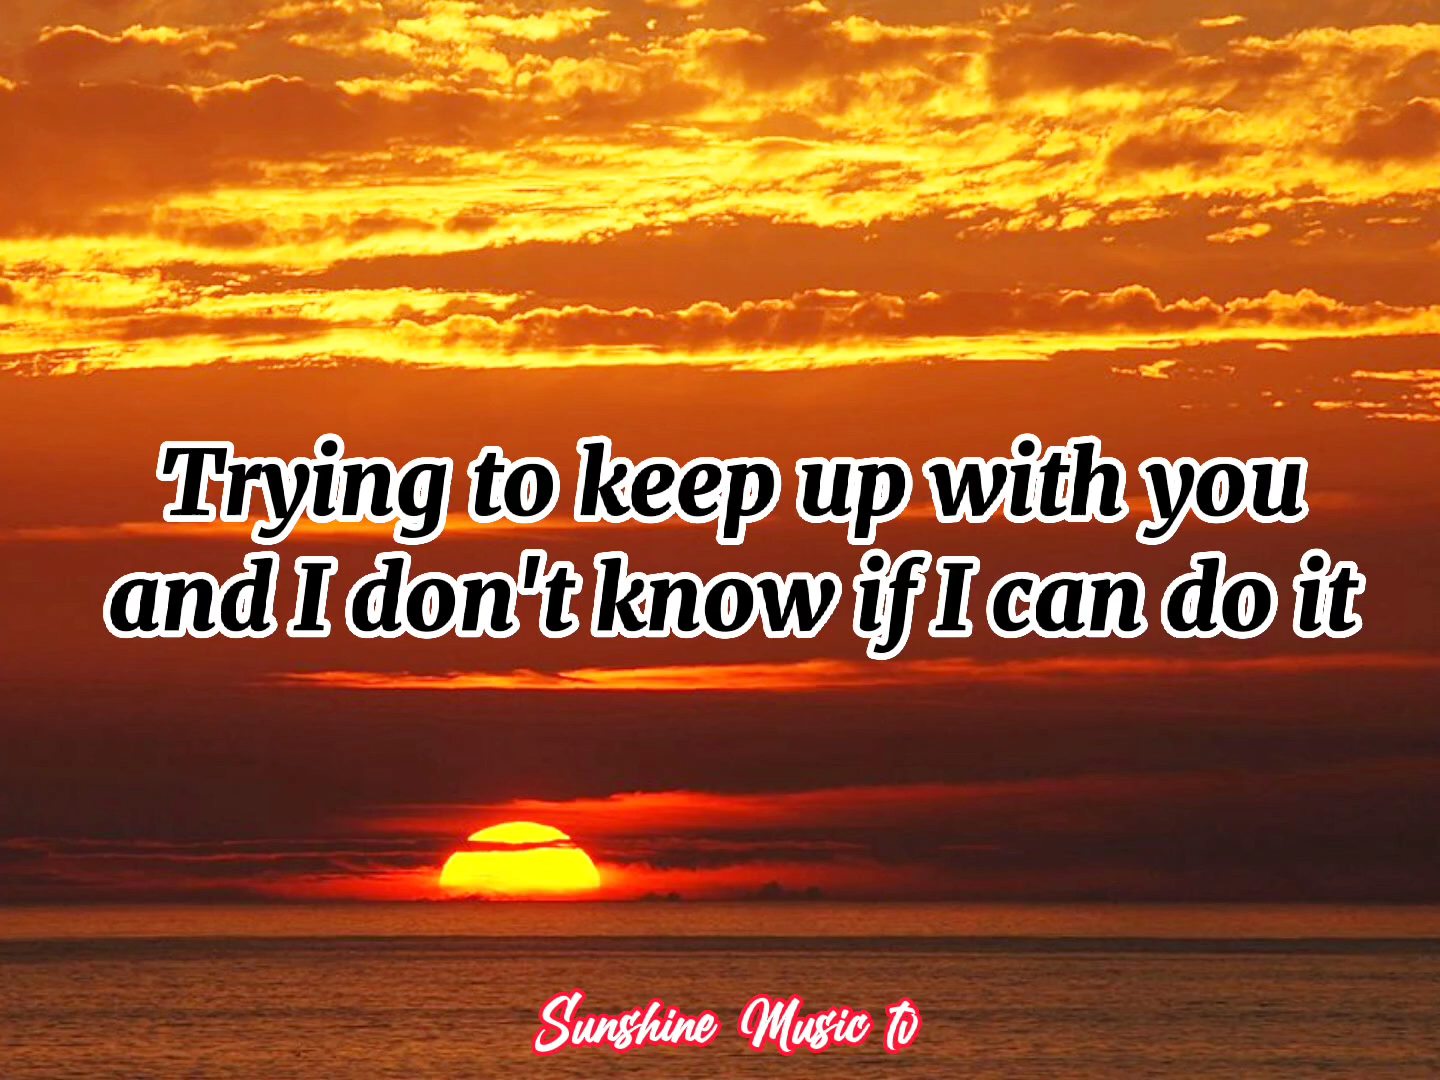 Trying to keep up with you
and I don't know if I can do it
Sunshine Music tv